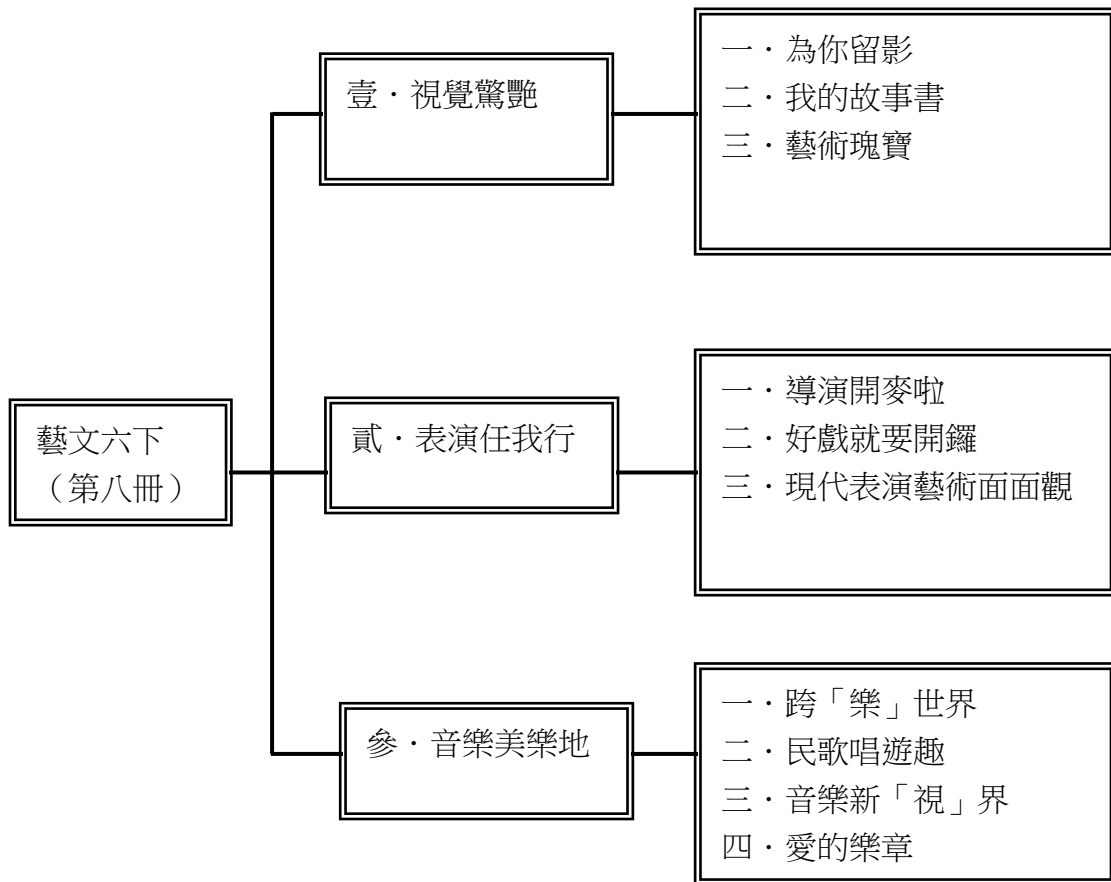 藝文六下
（第八冊）
壹．視覺驚艷
一．為你留影
二．我的故事書
三．藝術瑰寶
貳．表演任我行
一．導演開麥啦
二．好戲就要開鑼
三．現代表演藝術面面觀
參．音樂美樂地
一．跨「樂」世界
二．民歌唱遊趣
三．音樂新「視」界
四．愛的樂章